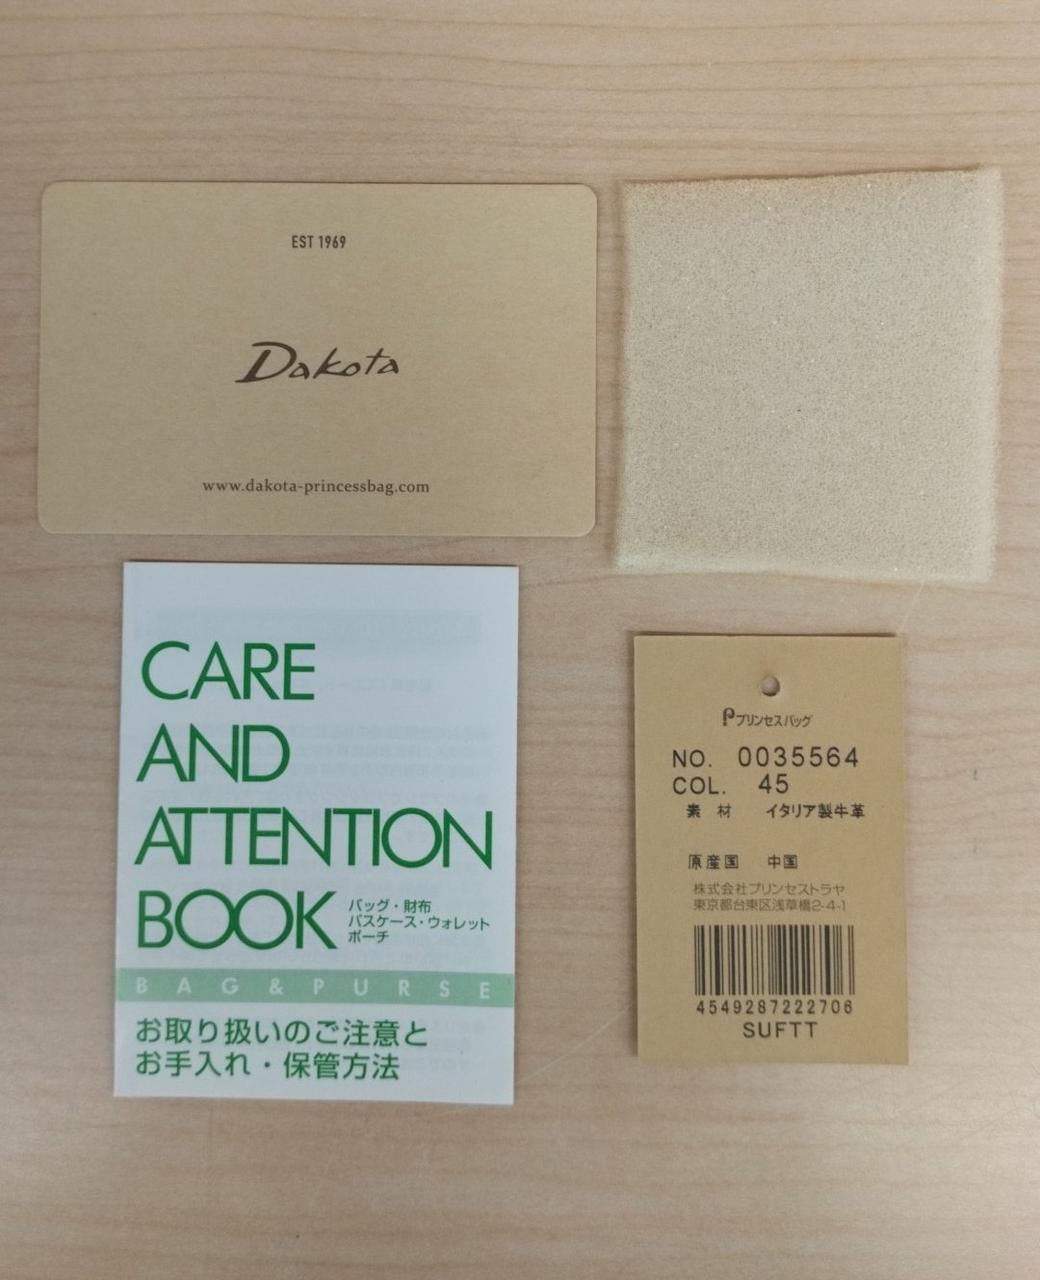 EST 1969
Dakota
www.dakota-princessbag.com
CARE
AND
ATTENTION
BOOK
バッグ・財布
パスケース・ウォレット
ポーチ
BAG&PURSE
お取り扱いのご注意と
お手入れ・保管方法
プリンセスバッグ
NO. 0035564
COL. 45
素材 イタリア製牛革
原産国 中国
株式会社プリンセストラヤ
東京都台東区浅草橋2-4-1
4549287222706
SUFTT